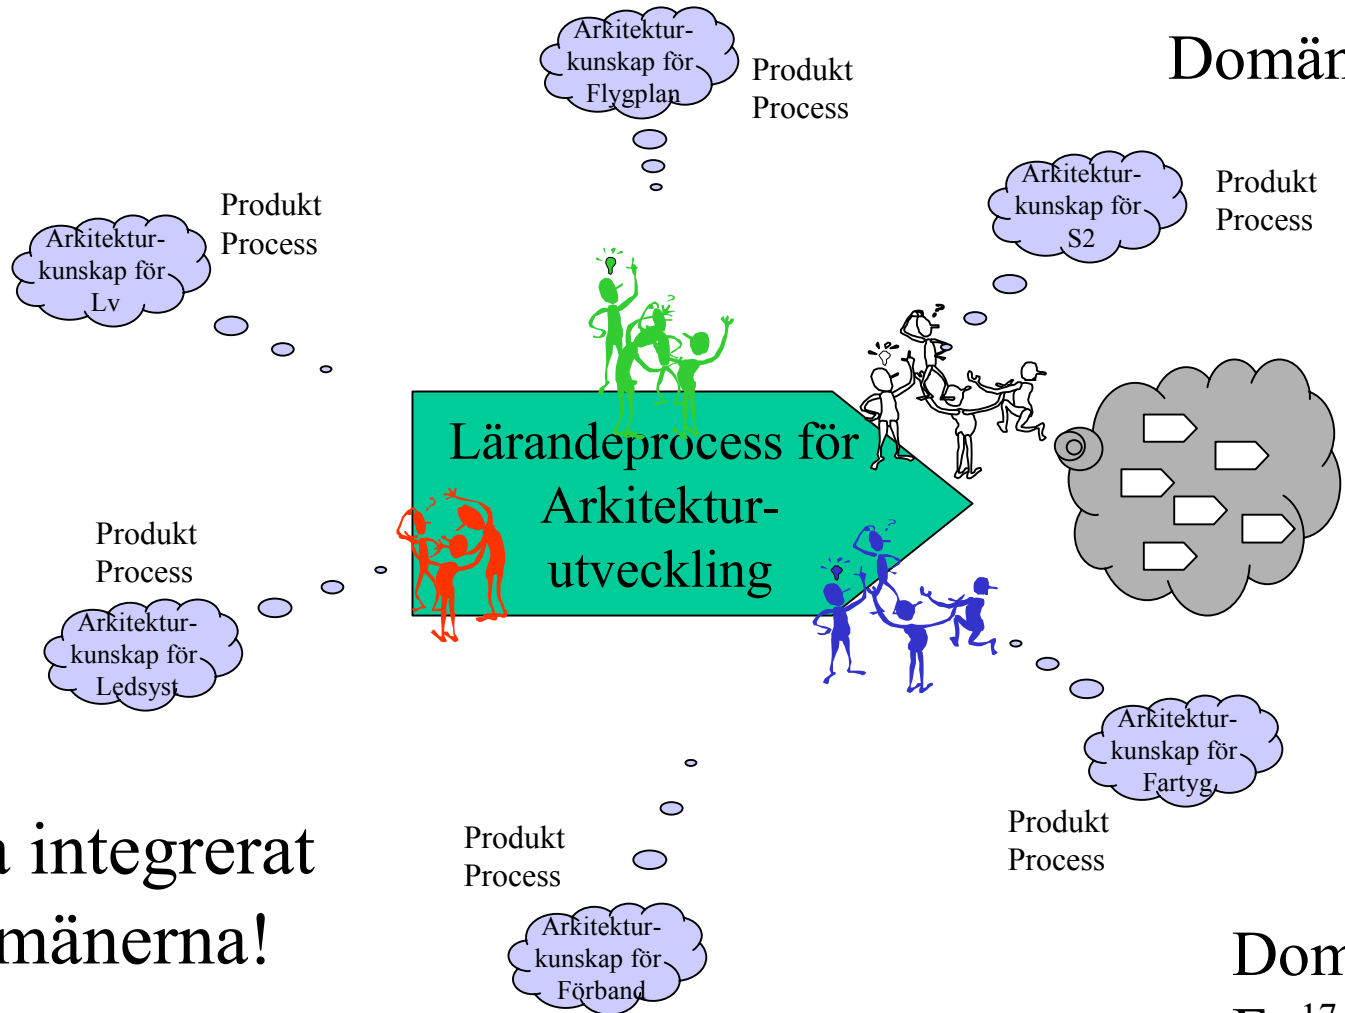 Arkitektur-
kunskap för
Flygplan
Produkt
Process
Domän
Arkitektur-
kunskap för
S2
Produkt
Process
Produkt
Process
Arkitektur-
kunskap för
Lv
Lärandeprocess för
Arkitektur-
utveckling
Produkt
Process
Arkitektur-
kunskap för
Ledsyst
Arkitektur-
kunskap för
Fartyg
Produkt
Process
Produkt
Process
Arkitektur-
kunskap för
Förband
integrerat
mänerna!
Dom
17